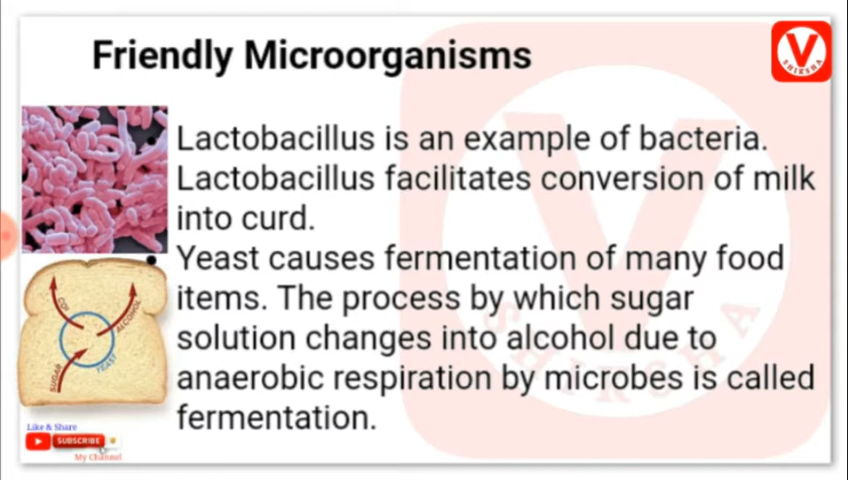 Friendly Microorganisms
V
SHIKSHA
Lactobacillus is an example of bacteria.
Lactobacillus facilitates conversion of milk
into curd.
Yeast causes fermentation of many food
items. The process by which sugar
solution changes into alcohol due to
anaerobic respiration by microbes is called
fermentation.
CO2
ALCOHOL
SUGAR
YEAST
Like & Share
SUBSCRIBE
My Channel
V
SHIKSHA